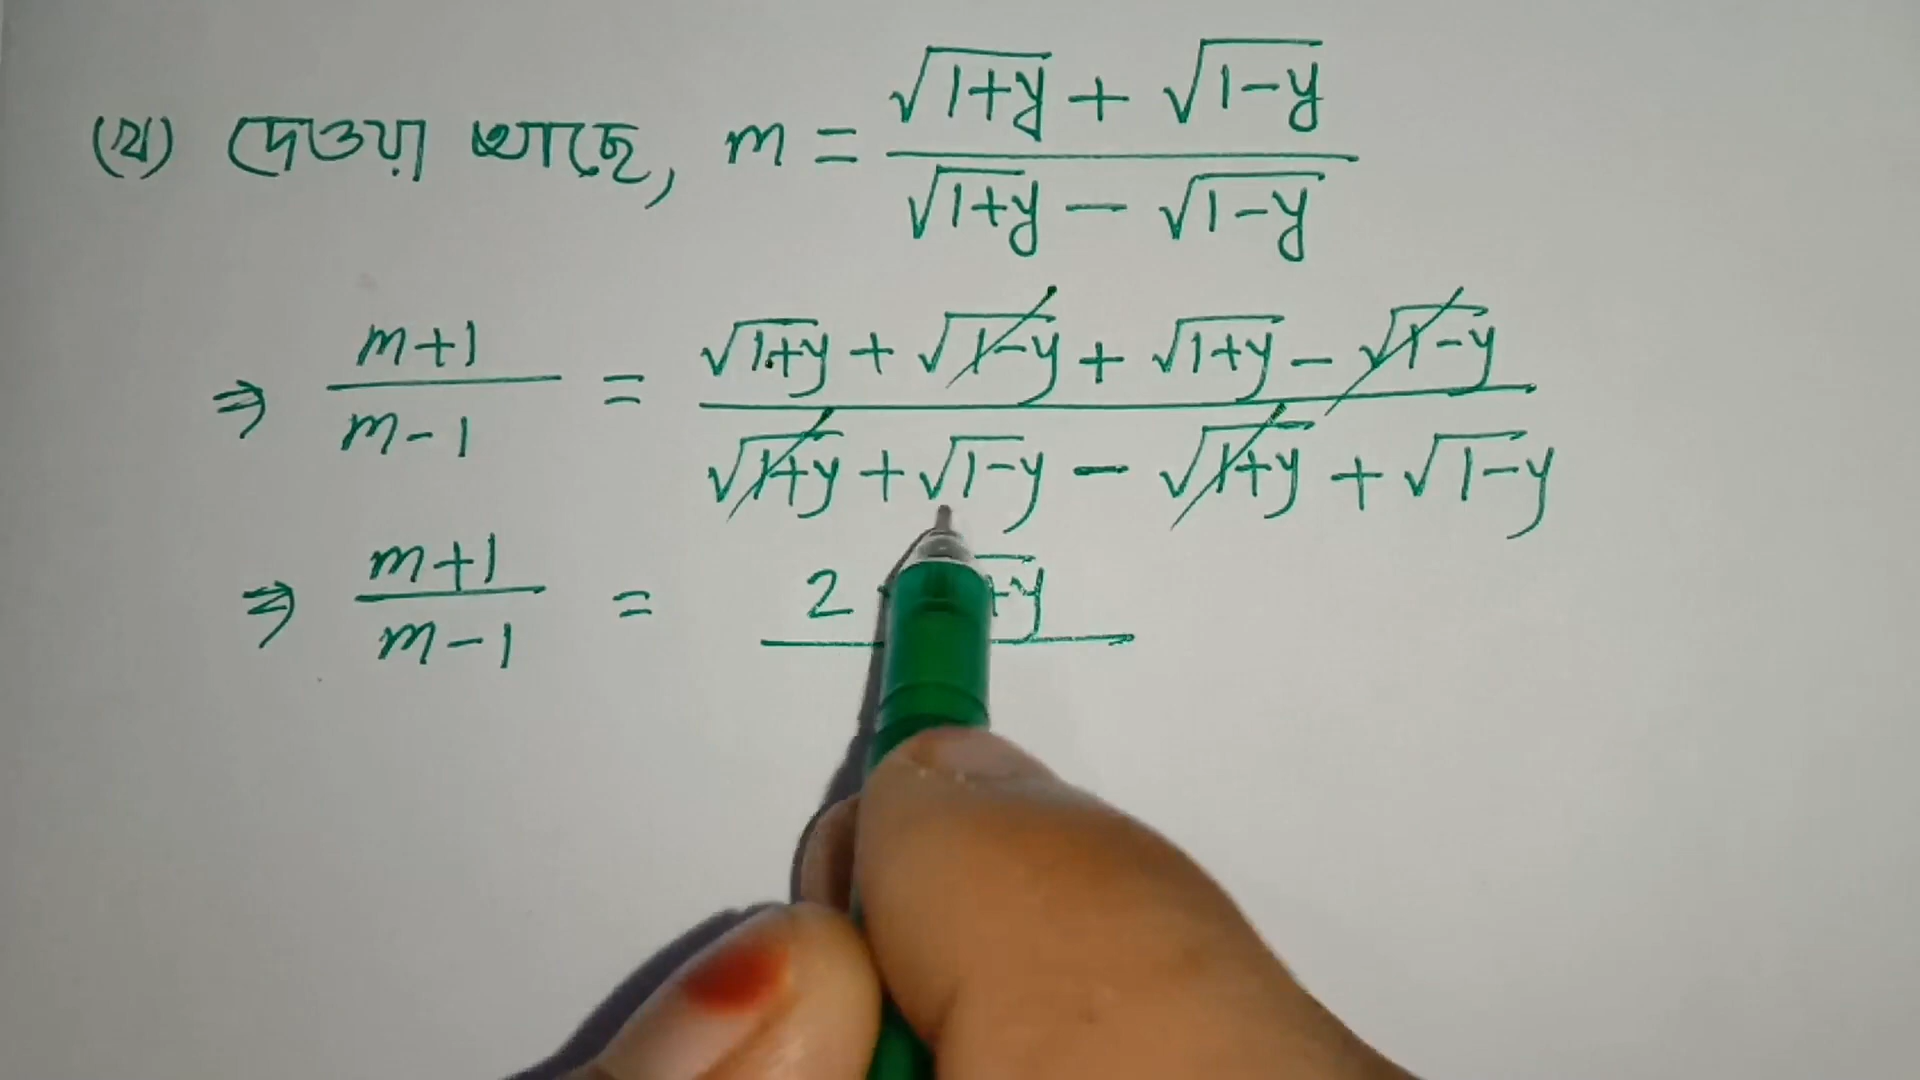 (খ) দেওয়া আছে, m = (√(1+y) + √(1-y)) / (√(1+y) - √(1-y))
⇒ (m+1)/(m-1) = (√(1+y) + √(1-y) + √(1+y) - √(1-y)) / (√(1+y) + √(1-y) - √(1+y) + √(1-y))
⇒ (m+1)/(m-1) = 2 +y